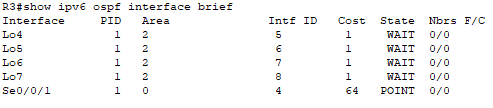 R3#show ipv6 ospf interface brief
Interface    PID   Area            Intf ID    Cost  State Nbrs F/C
Lo4          1     2               5          1     WAIT  0/0
Lo5          1     2               6          1     WAIT  0/0
Lo6          1     2               7          1     WAIT  0/0
Lo7          1     2               8          1     WAIT  0/0
Se0/0/1      1     0               4          64    POINT 0/0